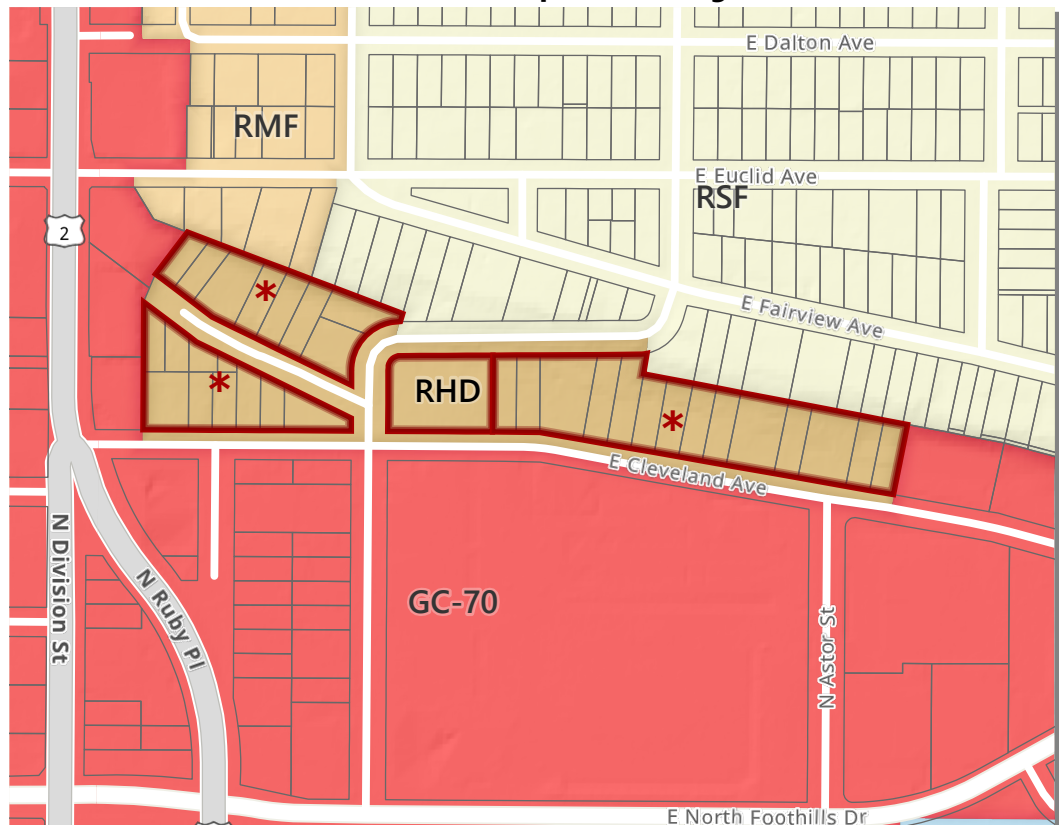 E Dalton Ave
RMF
E Euclid Ave
RSF
2
*
E Fairview Ave
*
RHD
*
E Cleveland Ave
N Division St
N Ruby Pl
GC-70
N Astor St
E North Foothills Dr